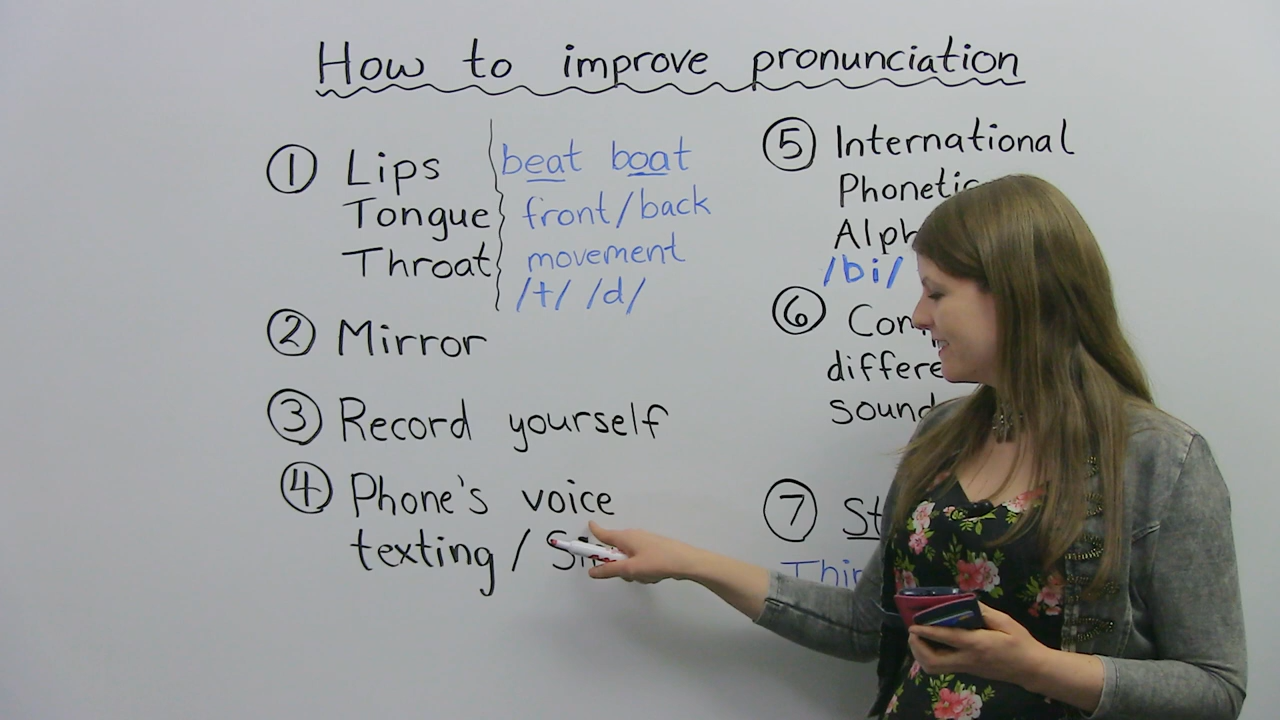 How to improve pronunciation
① Lips
Tongue
Throat
beat boat
front/back
movement
/t/ /d/
② Mirror
③ Record yourself
④ Phone's voice
texting /
⑤ International
Phonetic
/bi/
⑥
⑦